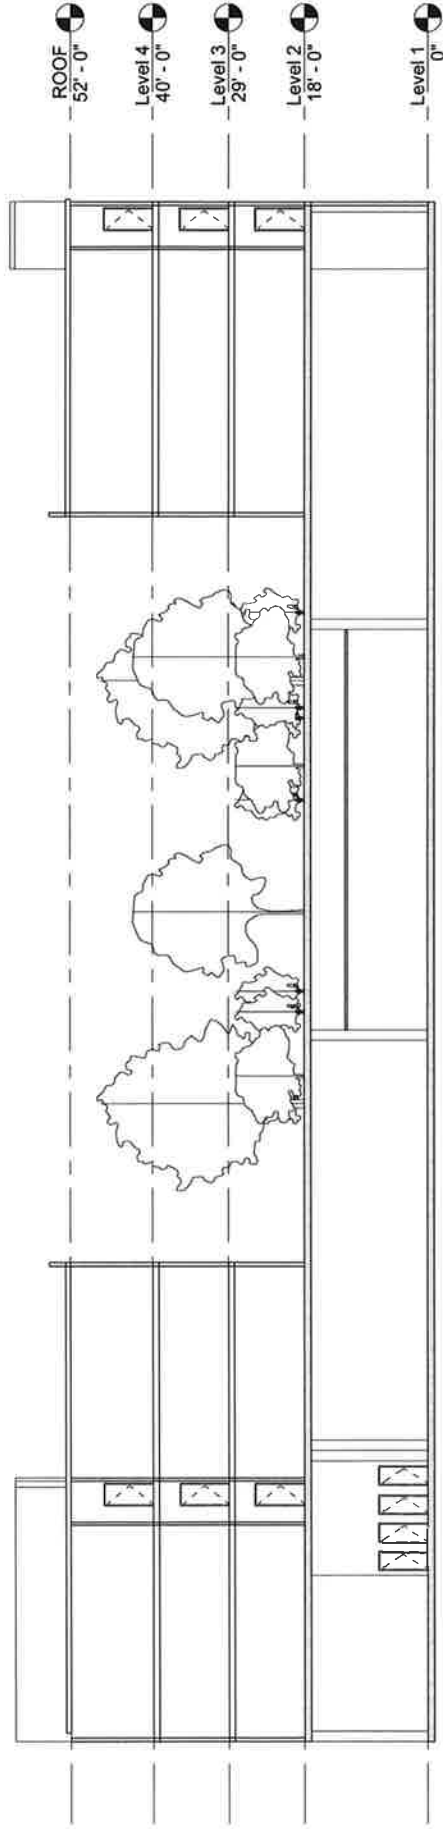 ROOF
52' - 0"
Level 4
40' - 0"
Level 3
29' - 0"
Level 2
18' - 0"
Level 1
0"